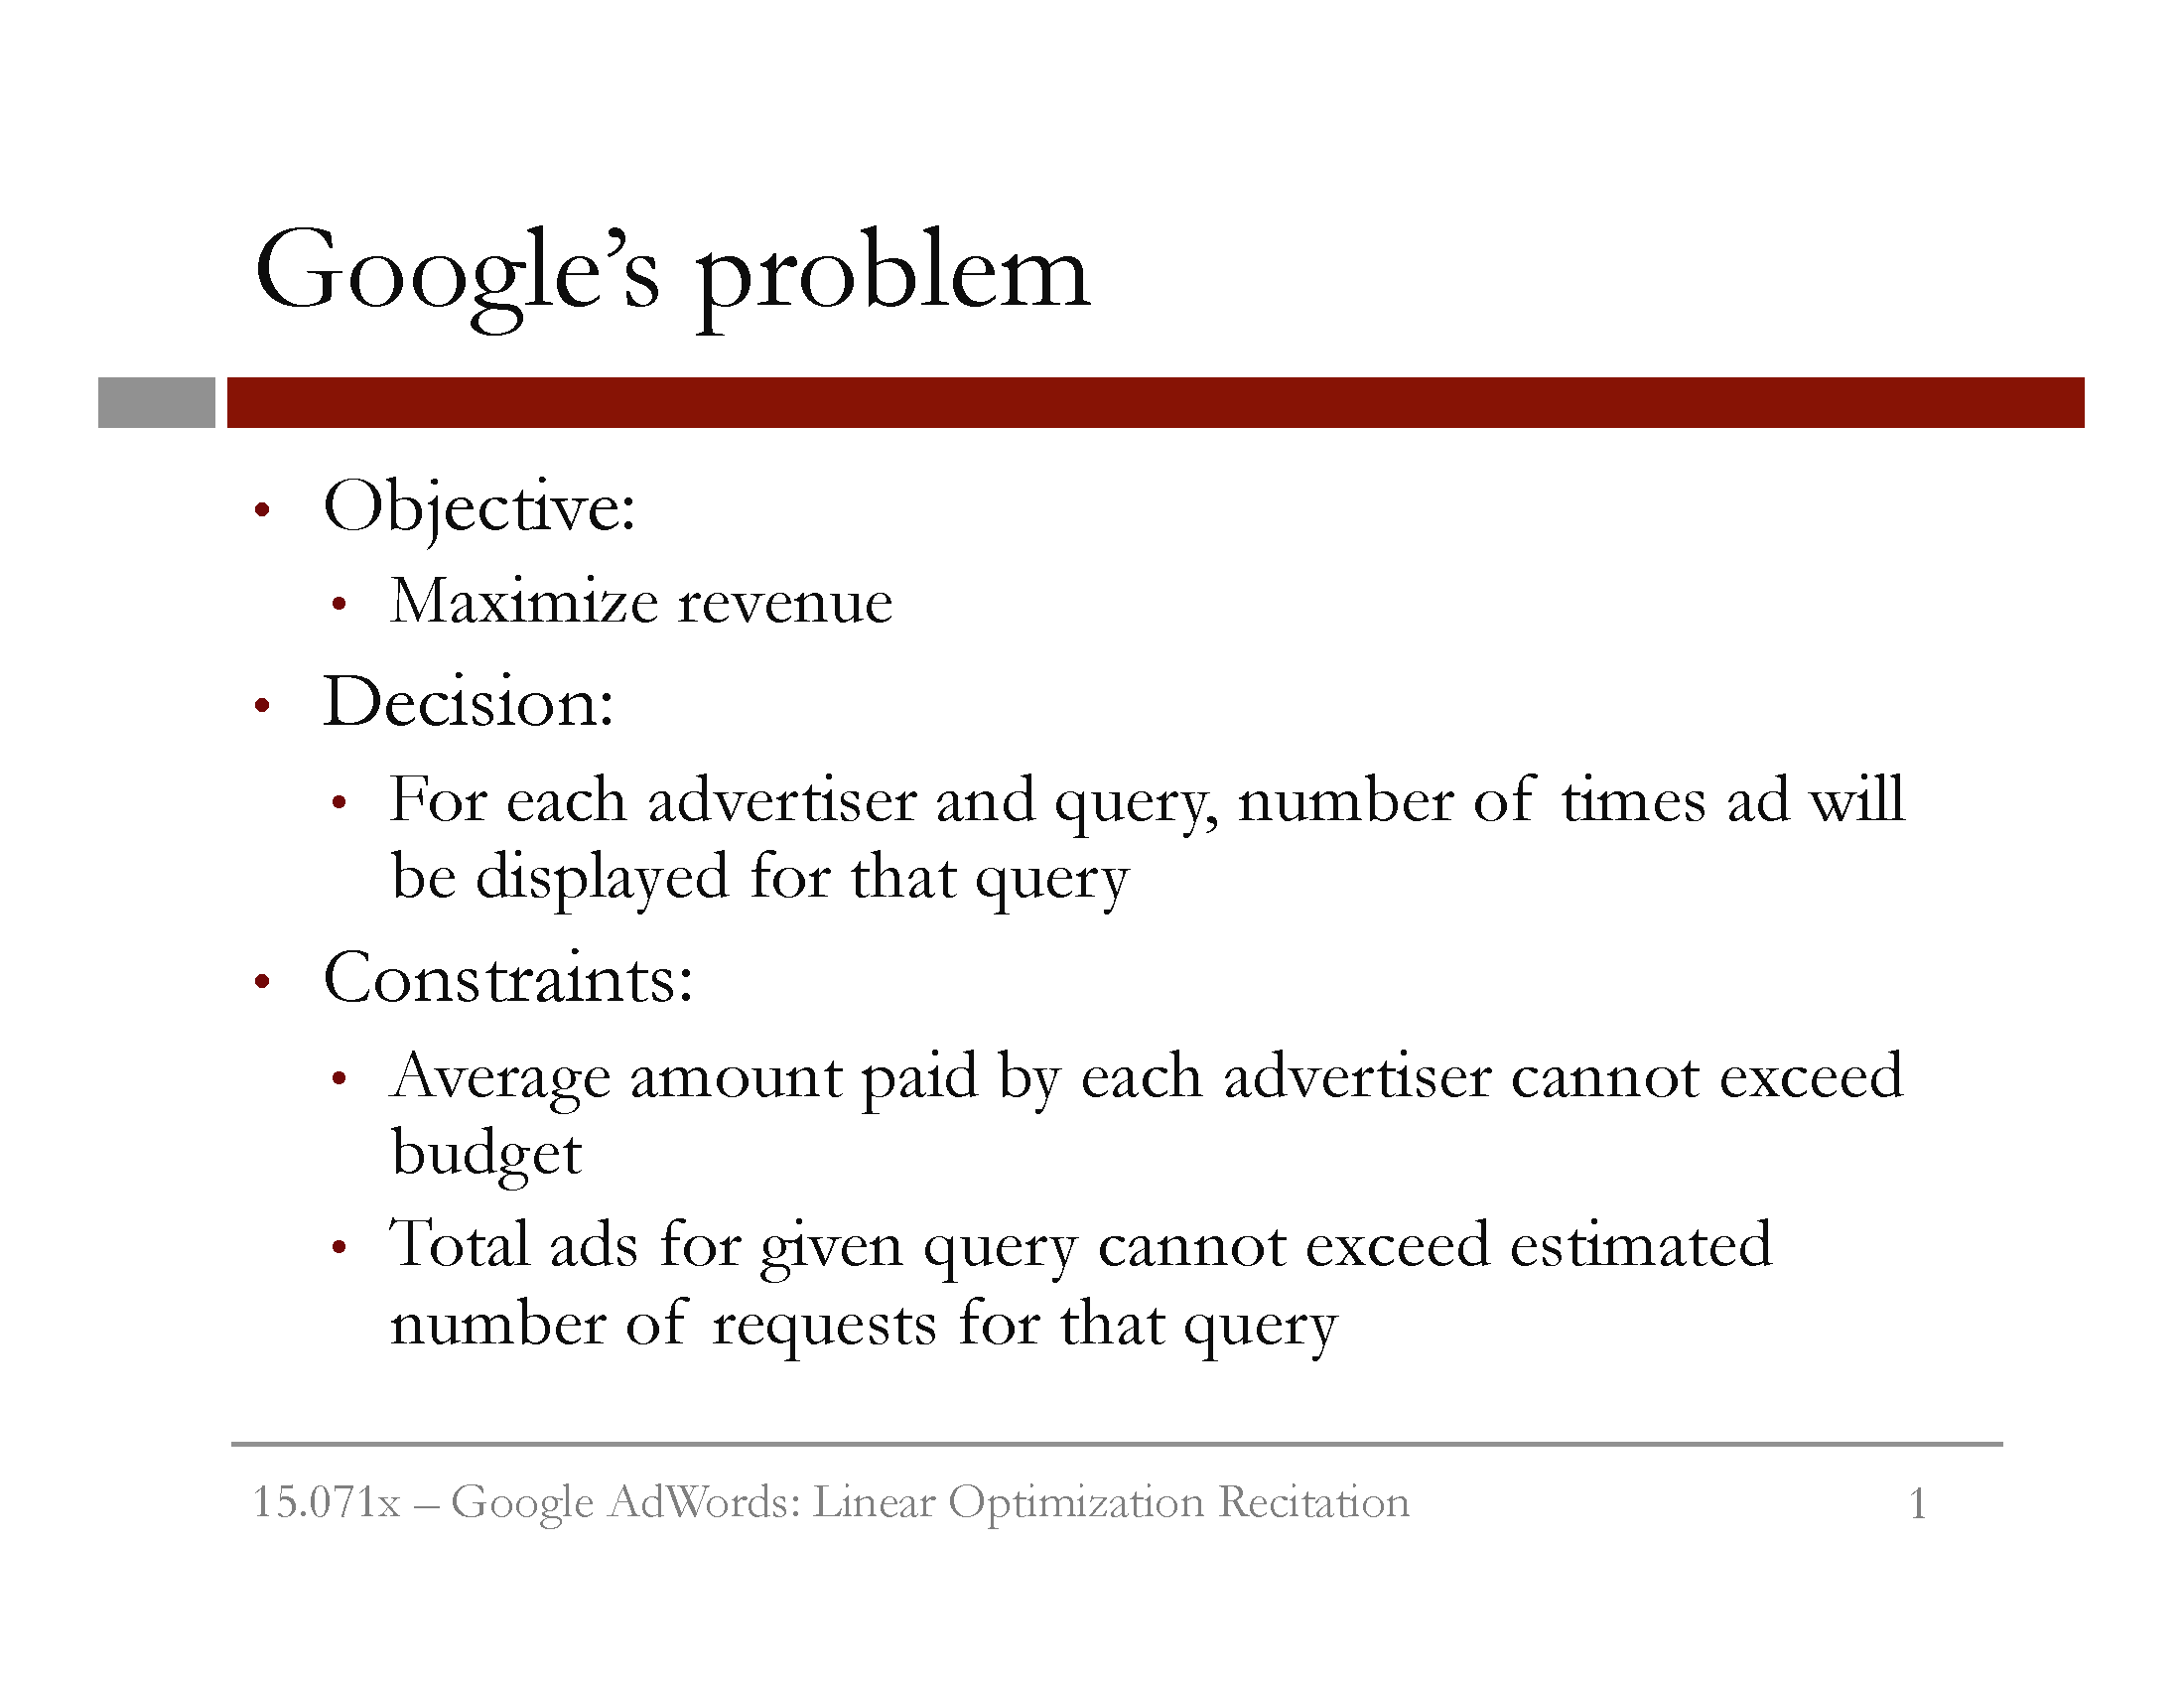 Google’s problem
• Objective:
• Maximize revenue
• Decision:
• For each advertiser and query, number of times ad will
be displayed for that query
• Constraints:
• Average amount paid by each advertiser cannot exceed
budget
• Total ads for given query cannot exceed estimated
number of requests for that query
15.071x – Google AdWords: Linear Optimization Recitation 1